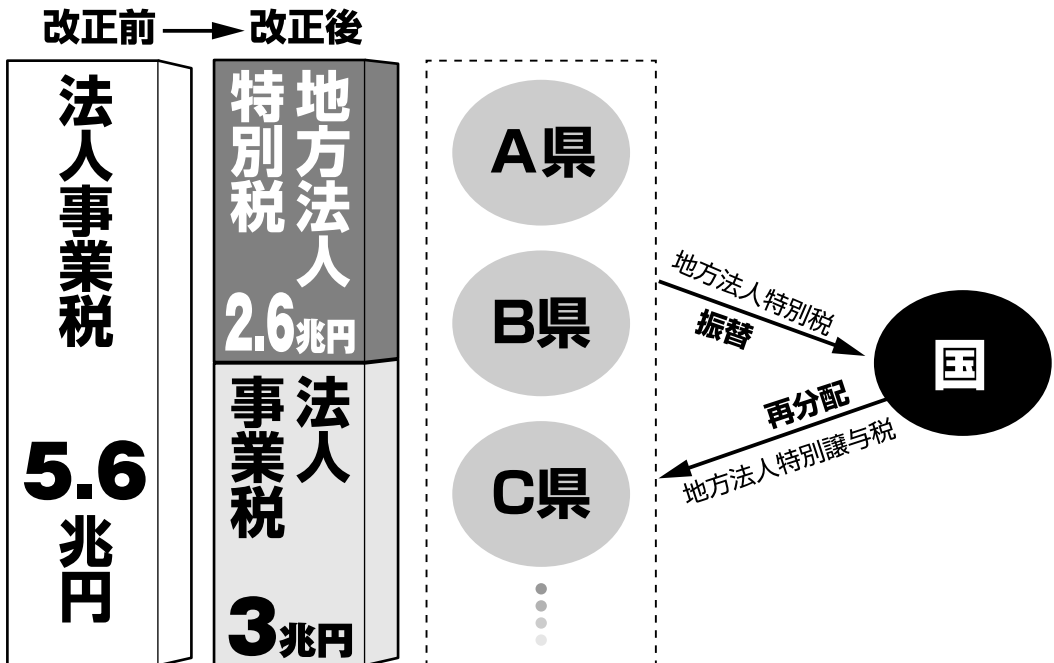 改正前
改正後
法人事業税
5.6
兆円
地方法人
特別税
2.6兆円
法人
事業税
3兆円
A県
B県
C県
地方法人特別税
振替
国
再分配
地方法人特別譲与税